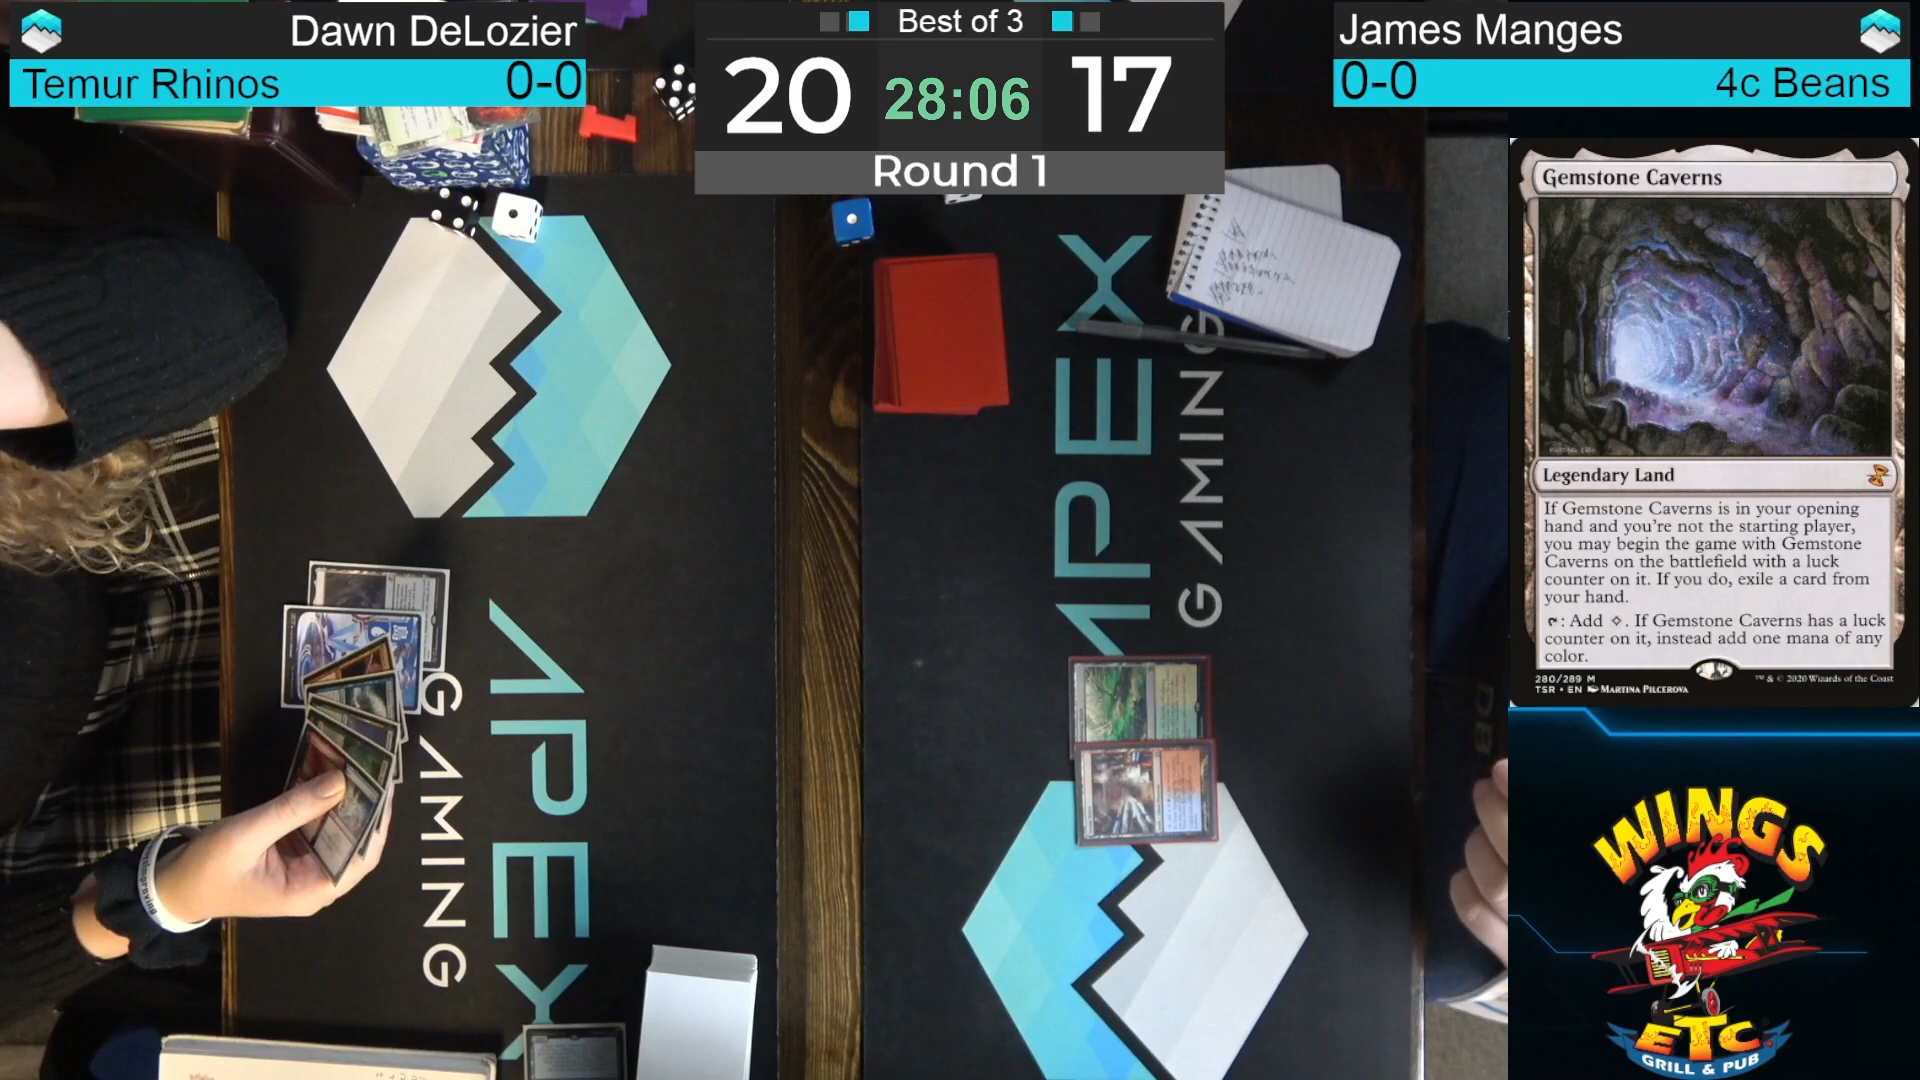 Dawn DeLozier
Temur Rhinos 0-0
Best of 3
20 28:06 17
Round 1
James Manges
0-0 4c Beans
APEX
GAMING
APEX
GAMING
Gemstone Caverns
Legendary Land
If Gemstone Caverns is in your opening
hand and you're not the starting player,
you may begin the game with Gemstone
Caverns on the battlefield with a luck
counter on it. If you do, exile a card from
your hand.
: Add . If Gemstone Caverns has a luck
counter on it, instead add one mana of any
color.
280/289 M
TSR • EN MARTINA PILCEROVA
™ & © 2020 Wizards of the Coast
WINGS
ETC.
GRILL & PUB